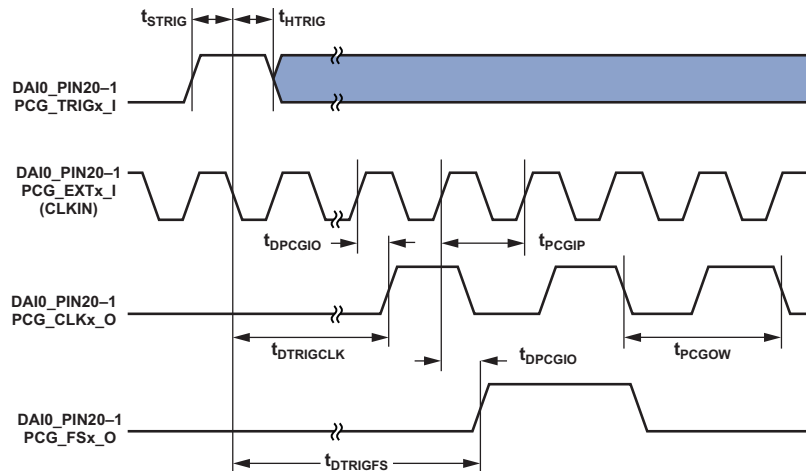 tSTRIG
tHTRIG
DAI0_PIN20–1
PCG_TRIGx_I
DAI0_PIN20–1
PCG_EXTx_I
(CLKIN)
tDPCGIO
tPCGIP
DAI0_PIN20–1
PCG_CLKx_O
tDTRIGCLK
tDPCGIO
tPCGOW
DAI0_PIN20–1
PCG_FSx_O
tDTRIGFS